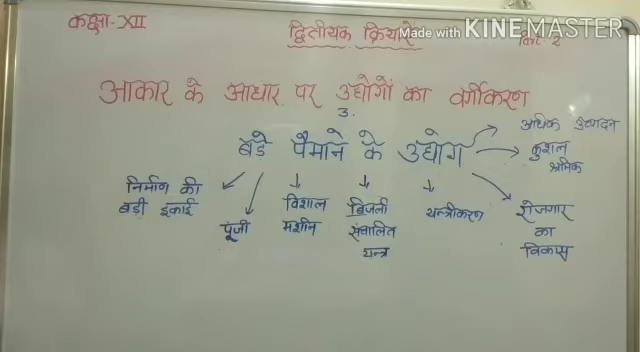 कक्षा-XII
द्वितीयक क्रियायें
Made with KINEMASTER
आकार के आधार पर उद्योगों का वर्गीकरण
3.
बड़े पैमाने के उद्योग
अधिक उत्पादन
कुशल
श्रमिक
निर्माण की
बड़ी इकाई
पूंजी
विशाल
मशीन
बिजली
संचालित
यन्त्र
यन्त्रीकरण
रोजगार
का
विकास